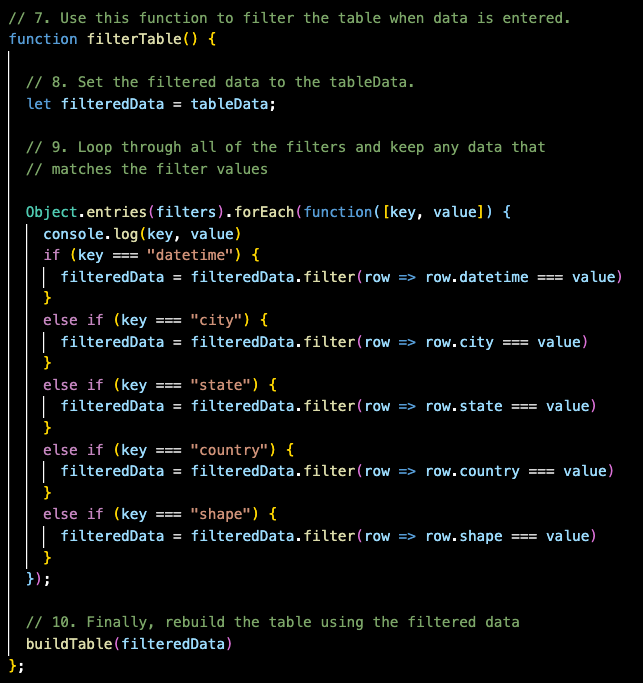 // 7. Use this function to filter the table when data is entered.
function filterTable() {
// 8. Set the filtered data to the tableData.
let filteredData = tableData;
// 9. Loop through all of the filters and keep any data that
// matches the filter values
Object.entries(filters).forEach(function([key, value]) {
console.log(key, value)
if (key === "datetime") {
filteredData = filteredData.filter(row => row.datetime === value)
}
else if (key === "city") {
filteredData = filteredData.filter(row => row.city === value)
}
else if (key === "state") {
filteredData = filteredData.filter(row => row.state === value)
}
else if (key === "country") {
filteredData = filteredData.filter(row => row.country === value)
}
else if (key === "shape") {
filteredData = filteredData.filter(row => row.shape === value)
}
});
// 10. Finally, rebuild the table using the filtered data
buildTable(filteredData)
};